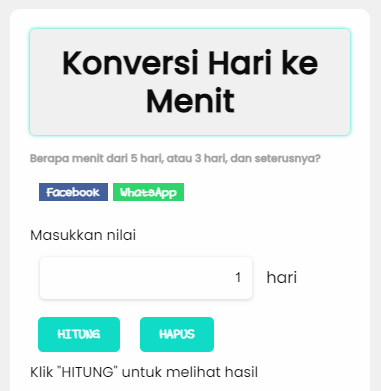 Konversi Hari ke
Menit
Berapa menit dari 5 hari, atau 3 hari, dan seterusnya?
Facebook WhatsApp
Masukkan nilai
1 hari
HITUNG HAPUS
Klik "HITUNG" untuk melihat hasil